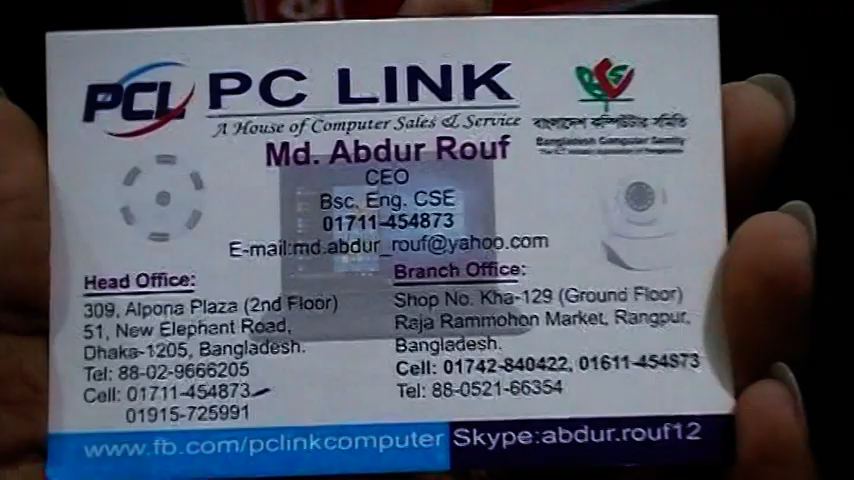 PCL PC LINK
A House of Computer Sales & Service
বাংলাদেশ কম্পিউটার সমিতি
Bangladesh Computer Samity
Md. Abdur Rouf
CEO
Bsc. Eng. CSE
01711-454873
E-mail:md.abdur_rouf@yahoo.com
Head Office:
309, Alpona Plaza (2nd Floor)
51, New Elephant Road,
Dhaka-1205, Bangladesh.
Tel: 88-02-9666205
Cell: 01711-454873
01915-725991
Branch Office:
Shop No. Kha-129 (Ground Floor)
Raja Rammohon Market, Rangpur,
Bangladesh.
Cell: 01742-840422, 01611-454873
Tel: 88-0521-66354
www.fb.com/pclinkcomputer
Skype:abdur.rouf12